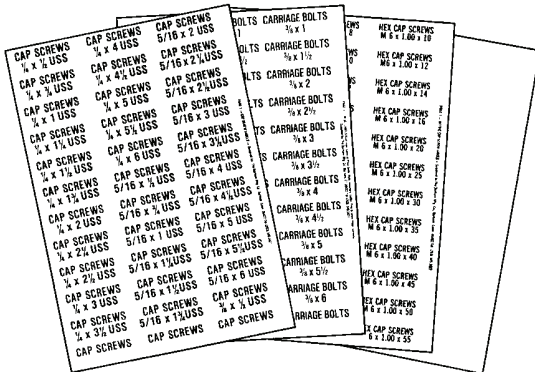 CAP SCREWS
¼ x ½ USS
CAP SCREWS
¼ x ¾ USS
CAP SCREWS
¼ x 1 USS
CAP SCREWS
¼ x 1¼ USS
CAP SCREWS
¼ x 1½ USS
CAP SCREWS
¼ x 1¾ USS
CAP SCREWS
¼ x 2 USS
CAP SCREWS
¼ x 2¼ USS
CAP SCREWS
¼ x 2½ USS
CAP SCREWS
¼ x 3 USS
CAP SCREWS
¼ x 3½ USS
CAP SCREWS
CAP SCREWS
¼ x 4 USS
CAP SCREWS
¼ x 4½ USS
CAP SCREWS
¼ x 5 USS
CAP SCREWS
¼ x 5½ USS
CAP SCREWS
¼ x 6 USS
CAP SCREWS
5/16 x ½ USS
CAP SCREWS
5/16 x ¾ USS
CAP SCREWS
5/16 x 1 USS
CAP SCREWS
5/16 x 1¼ USS
CAP SCREWS
5/16 x 1½ USS
CAP SCREWS
5/16 x 1¾ USS
CAP SCREWS
CAP SCREWS
5/16 x 2 USS
CAP SCREWS
5/16 x 2¼ USS
CAP SCREWS
5/16 x 2½ USS
CAP SCREWS
5/16 x 3 USS
CAP SCREWS
5/16 x 3½ USS
CAP SCREWS
5/16 x 4 USS
CAP SCREWS
5/16 x 4½ USS
CAP SCREWS
5/16 x 5 USS
CAP SCREWS
5/16 x 5½ USS
CAP SCREWS
5/16 x 6 USS
CAP SCREWS
⅜ x ½ USS
CAP SCREWS
BOLTS
CARRIAGE BOLTS
⅜ x 1
CARRIAGE BOLTS
⅜ x 1½
CARRIAGE BOLTS
⅜ x 2
CARRIAGE BOLTS
⅜ x 2½
CARRIAGE BOLTS
⅜ x 3
CARRIAGE BOLTS
⅜ x 3½
CARRIAGE BOLTS
⅜ x 4
CARRIAGE BOLTS
⅜ x 4½
CARRIAGE BOLTS
⅜ x 5
CARRIAGE BOLTS
⅜ x 5½
ARRIAGE BOLTS
⅜ x 6
RRIAGE BOLTS
HEX CAP SCREWS
M 6 x 1.00 x 10
HEX CAP SCREWS
M6 x 1.00 x 12
HEX CAP SCREWS
M 6 x 1.00 x 14
HEX CAP SCREWS
M 6 x 1.00 x 16
HEX CAP SCREWS
M 6 x 1.00 x 20
HEX CAP SCREWS
M 6 x 1.00 x 25
HEX CAP SCREWS
M 6 x 1.00 x 30
HEX CAP SCREWS
M 6 x 1.00 x 35
HEX CAP SCREWS
M 6 x 1.00 x 40
HEX CAP SCREWS
M 6 x 1.00 x 45
HEX CAP SCREWS
M 6 x 1.00 x 50
EX CAP SCREWS
6 x 1.00 x 55